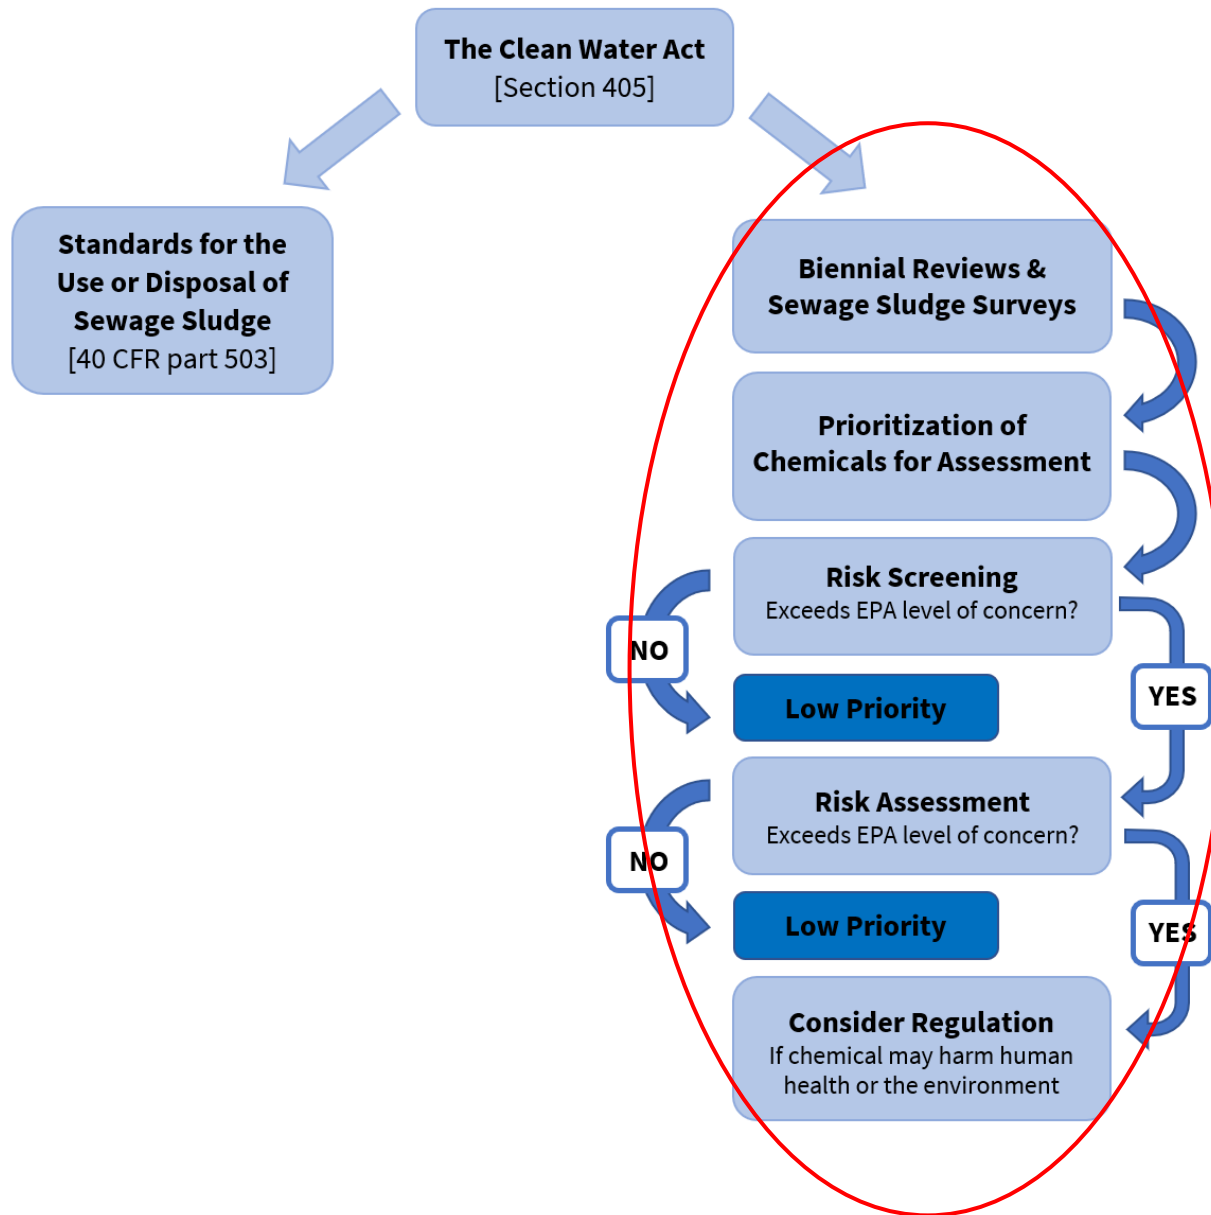 The Clean Water Act
[Section 405]
Standards for the
Use or Disposal of
Sewage Sludge
[40 CFR part 503]
Biennial Reviews &
Sewage Sludge Surveys
Prioritization of
Chemicals for Assessment
Risk Screening
Exceeds EPA level of concern?
NO
YES
Low Priority
Risk Assessment
Exceeds EPA level of concern?
NO
YES
Low Priority
Consider Regulation
If chemical may harm human
health or the environment